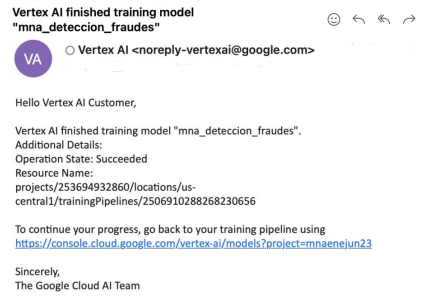 Vertex AI finished training model
"mna_deteccion_fraudes"
VA
Vertex AI <noreply-vertexai@google.com>
Hello Vertex AI Customer,
Vertex AI finished training model "mna_deteccion_fraudes".
Additional Details:
Operation State: Succeeded
Resource Name:
projects/253694932860/locations/us-
central1/trainingPipelines/2506910288268230656
To continue your progress, go back to your training pipeline using
https://console.cloud.google.com/vertex-ai/models?project=mnaenejun23
Sincerely,
The Google Cloud AI Team